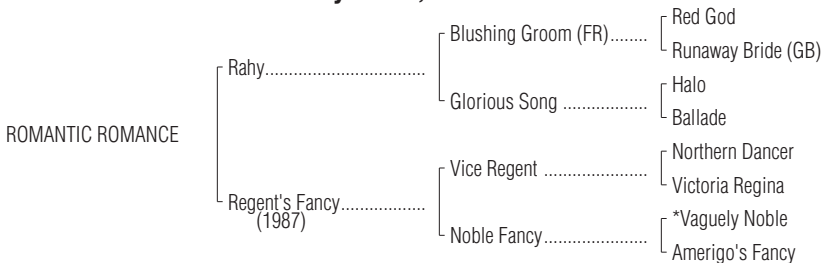 Red God
Blushing Groom (FR)........
Runaway Bride (GB)
Rahy.................................
Halo
Glorious Song ....................
Ballade
ROMANTIC ROMANCE
Northern Dancer
Vice Regent ........................
Victoria Regina
Regent's Fancy.................
(1987)
*Vaguely Noble
Noble Fancy........................
Amerigo's Fancy